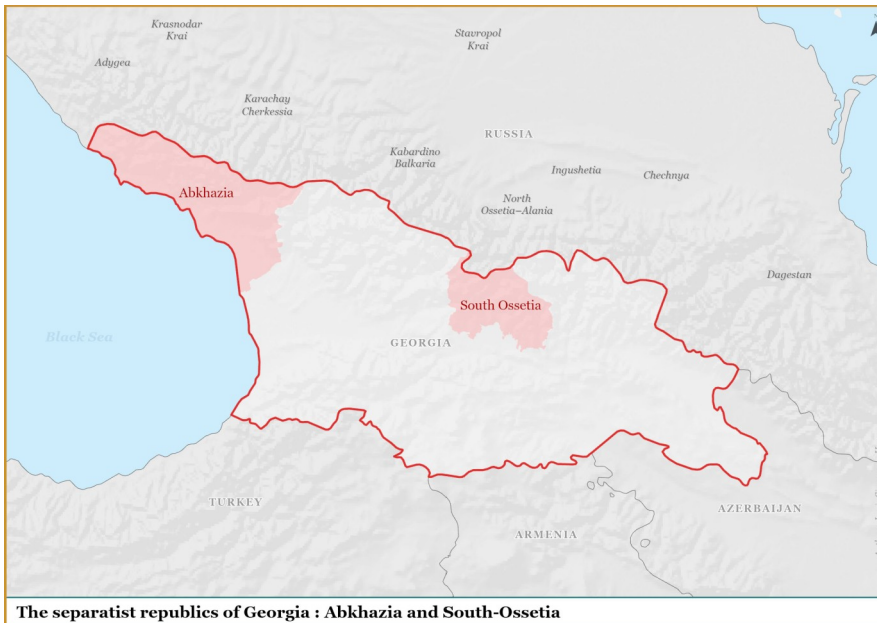 Krasnodar
Krai
Stavropol
Krai
Adygea
Karachay
Cherkessia
RUSSIA
Kabardino
Balkaria
Ingushetia
Chechnya
Abkhazia
North
Ossetia–Alania
Dagestan
South Ossetia
Black Sea
GEORGIA
TURKEY
AZERBAIJAN
ARMENIA
The separatist republics of Georgia : Abkhazia and South-Ossetia